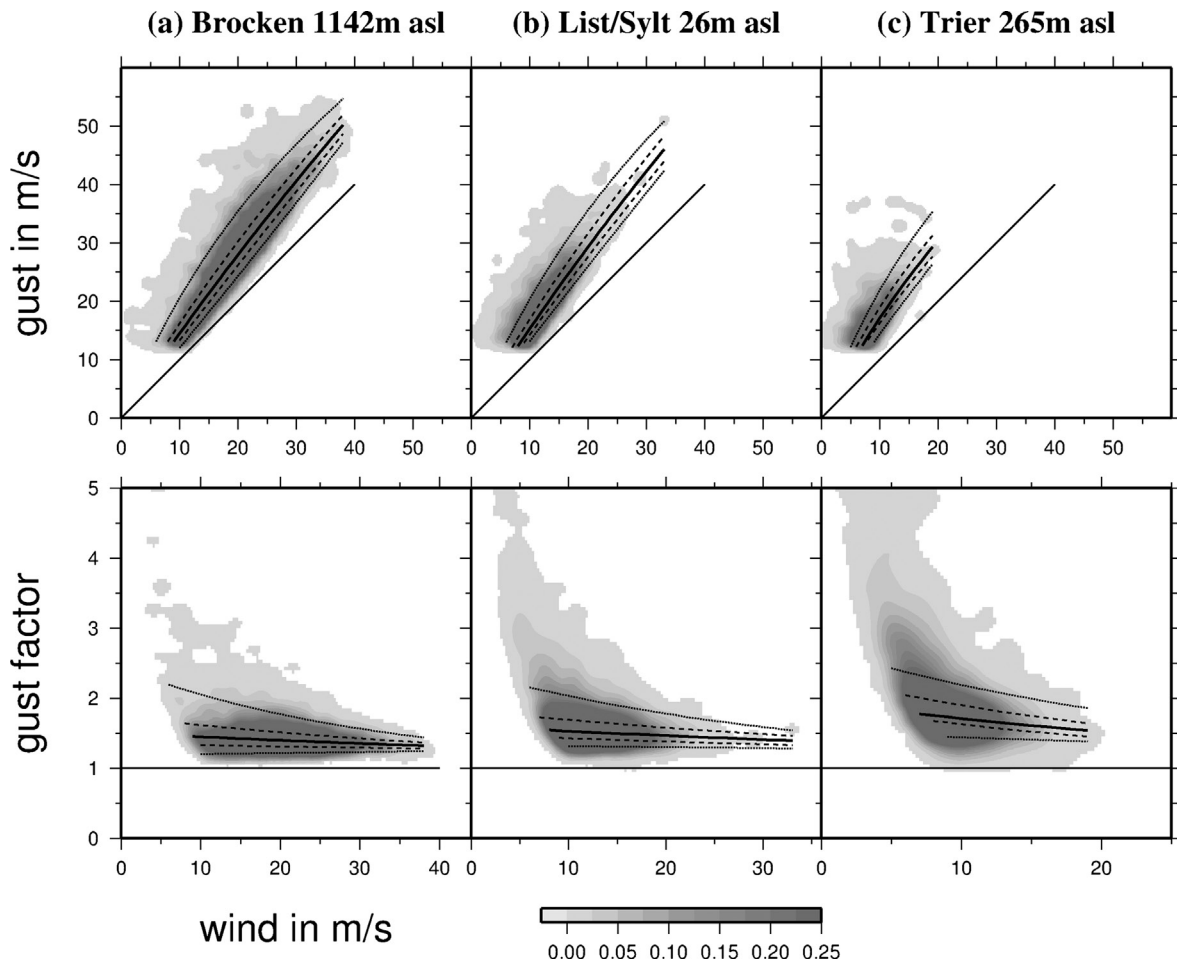 (a) Brocken 1142m asl (b) List/Sylt 26m asl (c) Trier 265m asl
gust in m/s
50
40
30
20
10
0
0 10 20 30 40 50 0 10 20 30 40 50 0 10 20 30 40 50
gust factor
5
4
3
2
1
0
0 10 20 30 40 0 10 20 30 10 20
wind in m/s
0.00 0.05 0.10 0.15 0.20 0.25